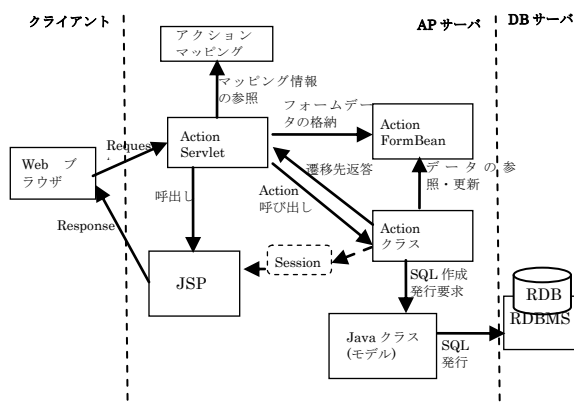 クライアント
APサーバ
DBサーバ
アクション
マッピング
マッピング情報
の参照
フォームデー
タの格納
Action
Servlet
Action
FormBean
Reques
Web ブ
ラウザ
遷移先返答
データの参
照・更新
呼出し
Action
呼び出し
Action
クラス
Response
Session
JSP
SQL 作成
発行要求
RDB
RDBMS
Java クラス
(モデル)
SQL
発行